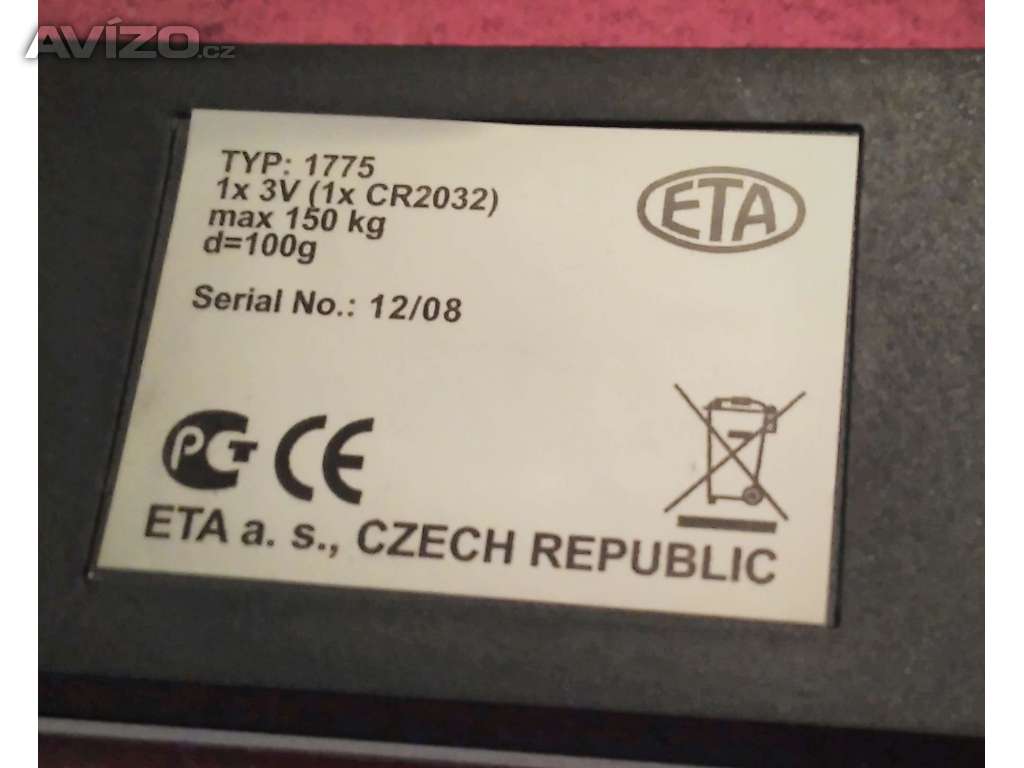 AVÍZO.cz
TYP: 1775
1x 3V (1x CR2032)
max 150 kg
d=100g
ETA
Serial No.: 12/08
РСТ CE
ETA a. s., CZECH REPUBLIC